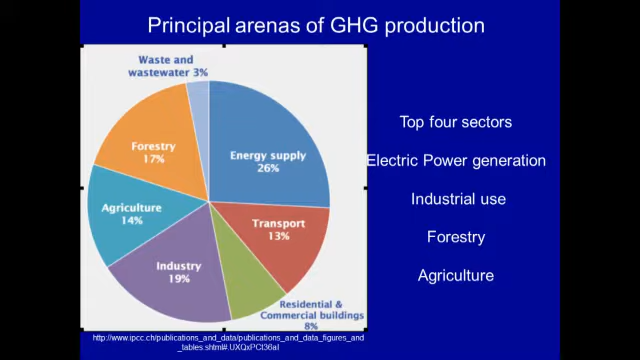 Principal arenas of GHG production
Waste and
wastewater 3%
Forestry
17%
Energy supply
26%
Agriculture
14%
Transport
13%
Industry
19%
Residential &
Commercial buildings
8%
Top four sectors
Electric Power generation
Industrial use
Forestry
Agriculture
http://www.ipcc.ch/publications_and_data/publications_and_data_figures_and
_tables.shtml#.UXQxPCt36aI